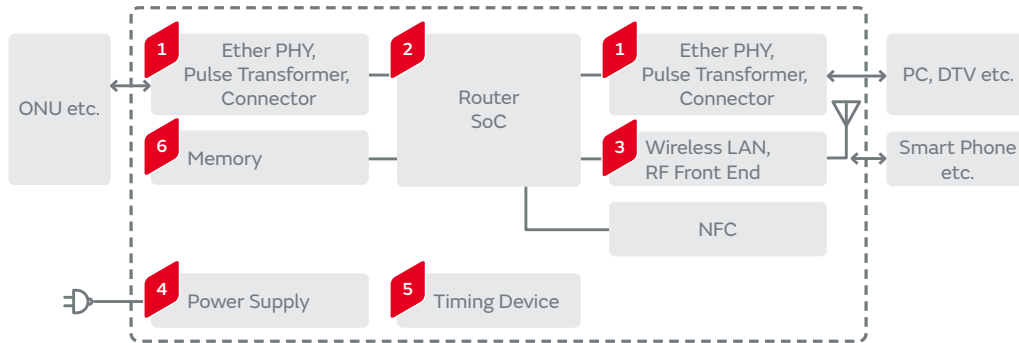 ONU etc.
1
Ether PHY,
Pulse Transformer,
Connector
2
Router
SoC
1
Ether PHY,
Pulse Transformer,
Connector
PC, DTV etc.
6
Memory
3
Wireless LAN,
RF Front End
Smart Phone
etc.
NFC
4
Power Supply
5
Timing Device